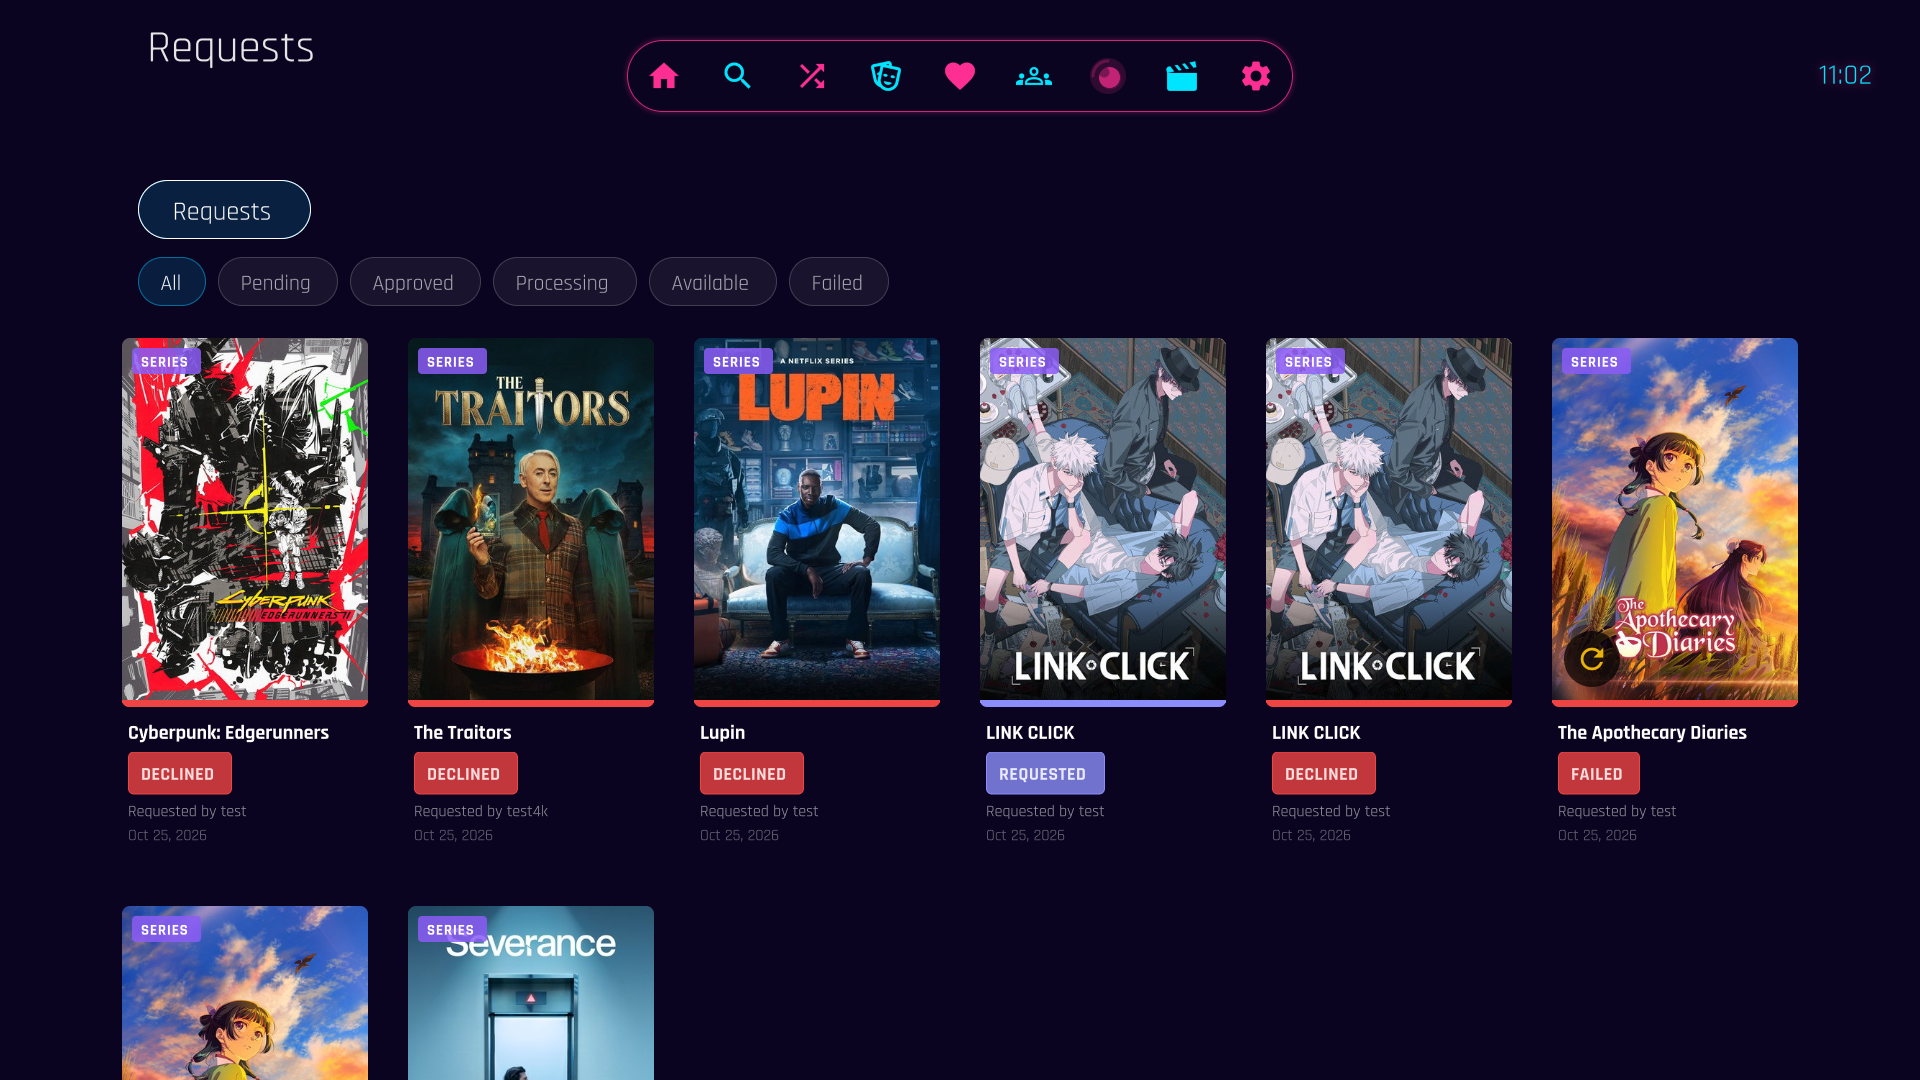 Requests
11:02
Requests
All
Pending
Approved
Processing
Available
Failed
SERIES
CYBERPUNK
EDGERUNNERS
Cyberpunk: Edgerunners
DECLINED
Requested by test
Oct 25, 2026
SERIES
THE
TRAITORS
The Traitors
DECLINED
Requested by test4k
Oct 25, 2026
SERIES
A NETFLIX SERIES
LUPIN
Lupin
DECLINED
Requested by test
Oct 25, 2026
SERIES
LINK CLICK
LINK CLICK
REQUESTED
Requested by test
Oct 25, 2026
SERIES
LINK CLICK
LINK CLICK
DECLINED
Requested by test
Oct 25, 2026
SERIES
The
Apothecary
Diaries
The Apothecary Diaries
FAILED
Requested by test
Oct 25, 2026
SERIES
SERIES
Severance